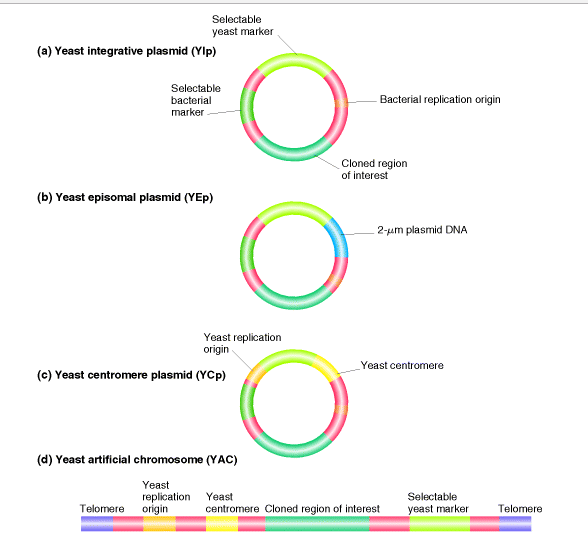 Selectable
yeast marker
(a) Yeast integrative plasmid (YIp)
Selectable
bacterial
marker
Bacterial replication origin
Cloned region
of interest
(b) Yeast episomal plasmid (YEp)
2-μm plasmid DNA
Yeast replication
origin
Yeast centromere
(c) Yeast centromere plasmid (YCp)
(d) Yeast artificial chromosome (YAC)
Telomere
Yeast
replication
origin
Yeast
centromere
Cloned region of interest
Selectable
yeast marker
Telomere